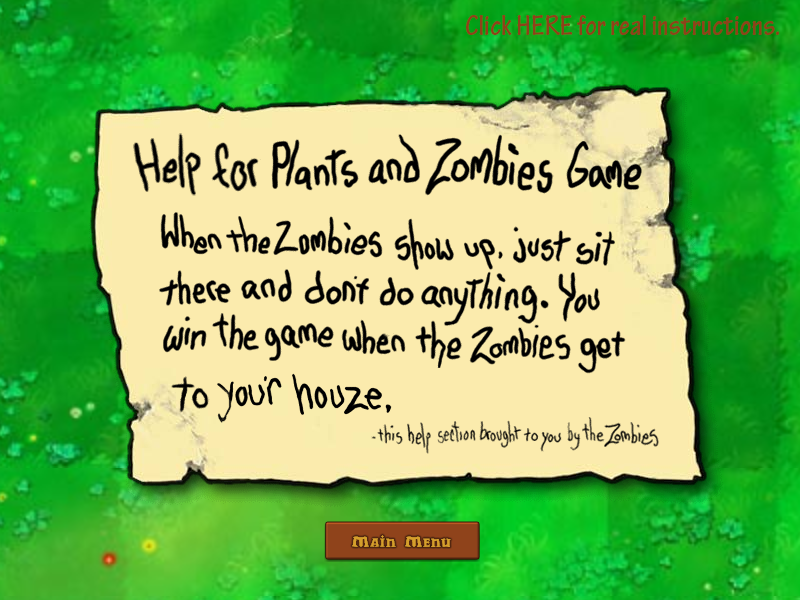 Click HERE for real Instructions.
Help for Plants and Zombies Game
When the Zombies show up, just sit
there and don't do anything. You
win the game when the Zombies get
to you'r houze.
-this help section brought to you by the Zombies
Main Menu